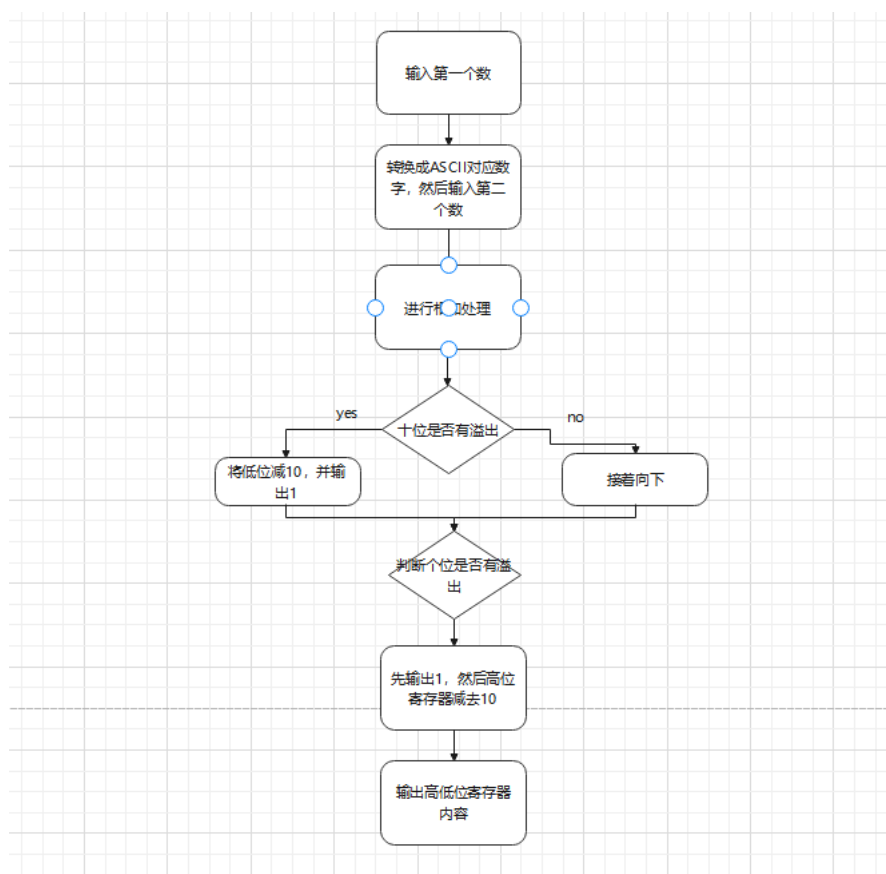 输入第一个数
转换成ASCII对应数
字，然后输入第二
个数
进行相加处理
十位是否有溢出
yes
no
将低位减10，并输
出1
接着向下
判断个位是否有溢
出
先输出1，然后高位
寄存器减去10
输出高低位寄存器
内容